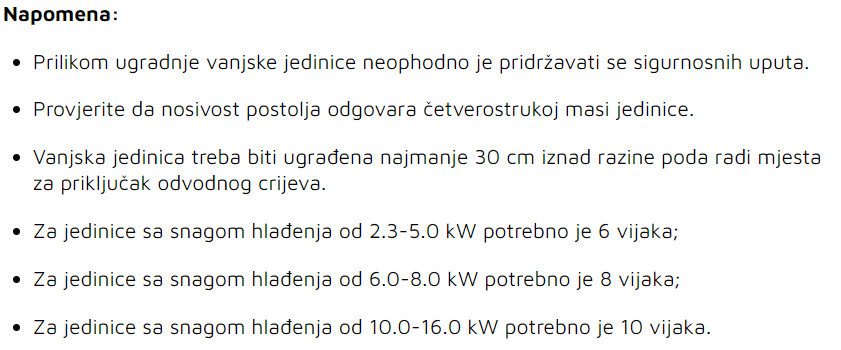 Napomena:
• Prilikom ugradnje vanjske jedinice neophodno je pridržavati se sigurnosnih uputa.
• Provjerite da nosivost postolja odgovara četverostrukoj masi jedinice.
• Vanjska jedinica treba biti ugrađena najmanje 30 cm iznad razine poda radi mjesta
za priključak odvodnog crijeva.
• Za jedinice sa snagom hlađenja od 2.3-5.0 kW potrebno je 6 vijaka;
• Za jedinice sa snagom hlađenja od 6.0-8.0 kW potrebno je 8 vijaka;
• Za jedinice sa snagom hlađenja od 10.0-16.0 kW potrebno je 10 vijaka.